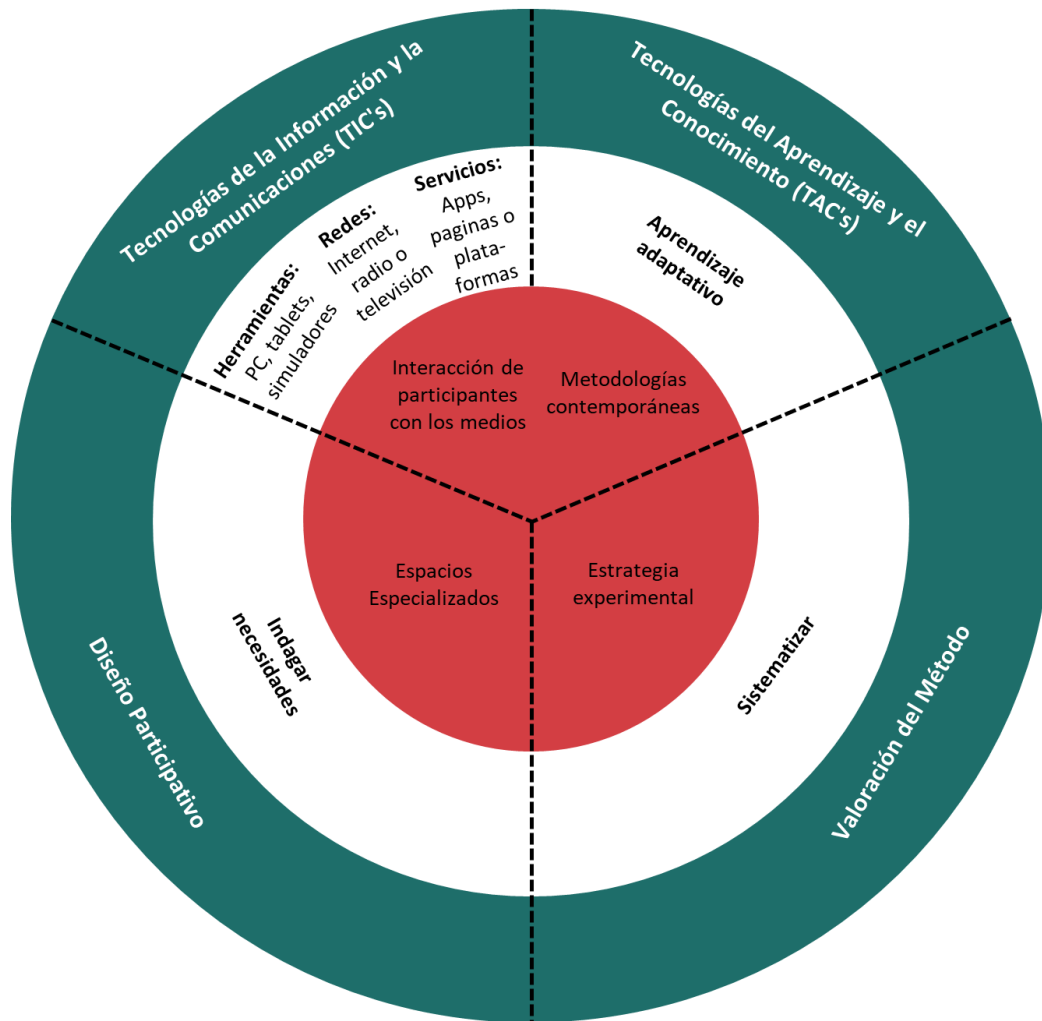 Tecnologías de la Información y la
Comunicaciones (TIC's)
Tecnologías del Aprendizaje y el
Conocimiento (TAC's)
Herramientas:
PC, tablets,
simuladores
Redes:
Internet,
radio o
televisión
Servicios:
Apps,
paginas o
plata-
formas
Aprendizaje
adaptativo
Interacción de
participantes
con los medios
Metodologías
contemporáneas
Espacios
Especializados
Estrategia
experimental
Indagar
necesidades
Sistematizar
Diseño Participativo
Valoración del Método